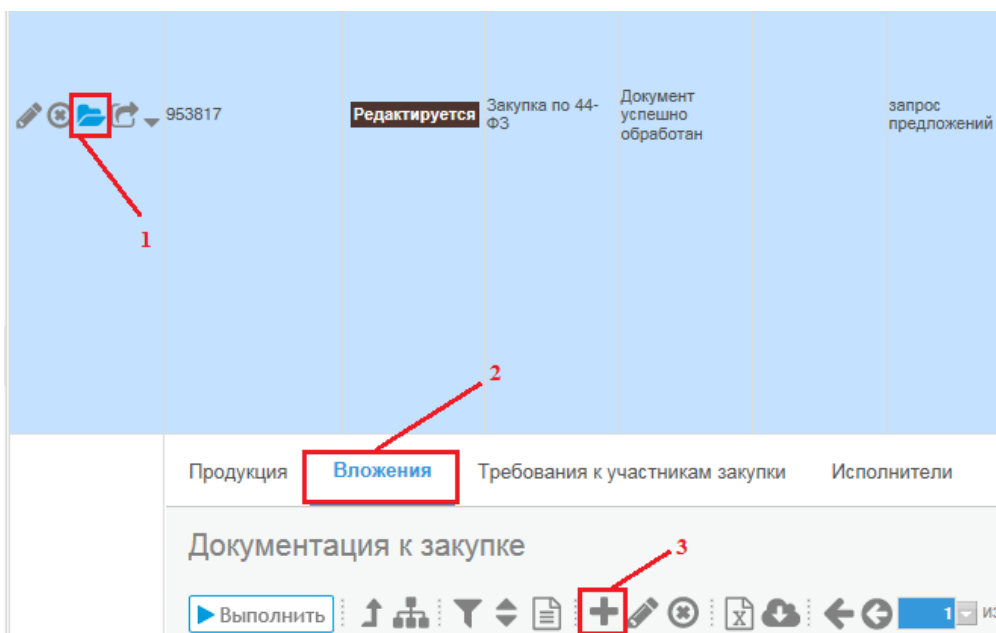 953817
Редактируется
Закупка по 44-
ФЗ
Документ
успешно
обработан
запрос
предложений
1
2
Продукция Вложения Требования к участникам закупки Исполнители
Документация к закупке
3
Выполнить 1 из